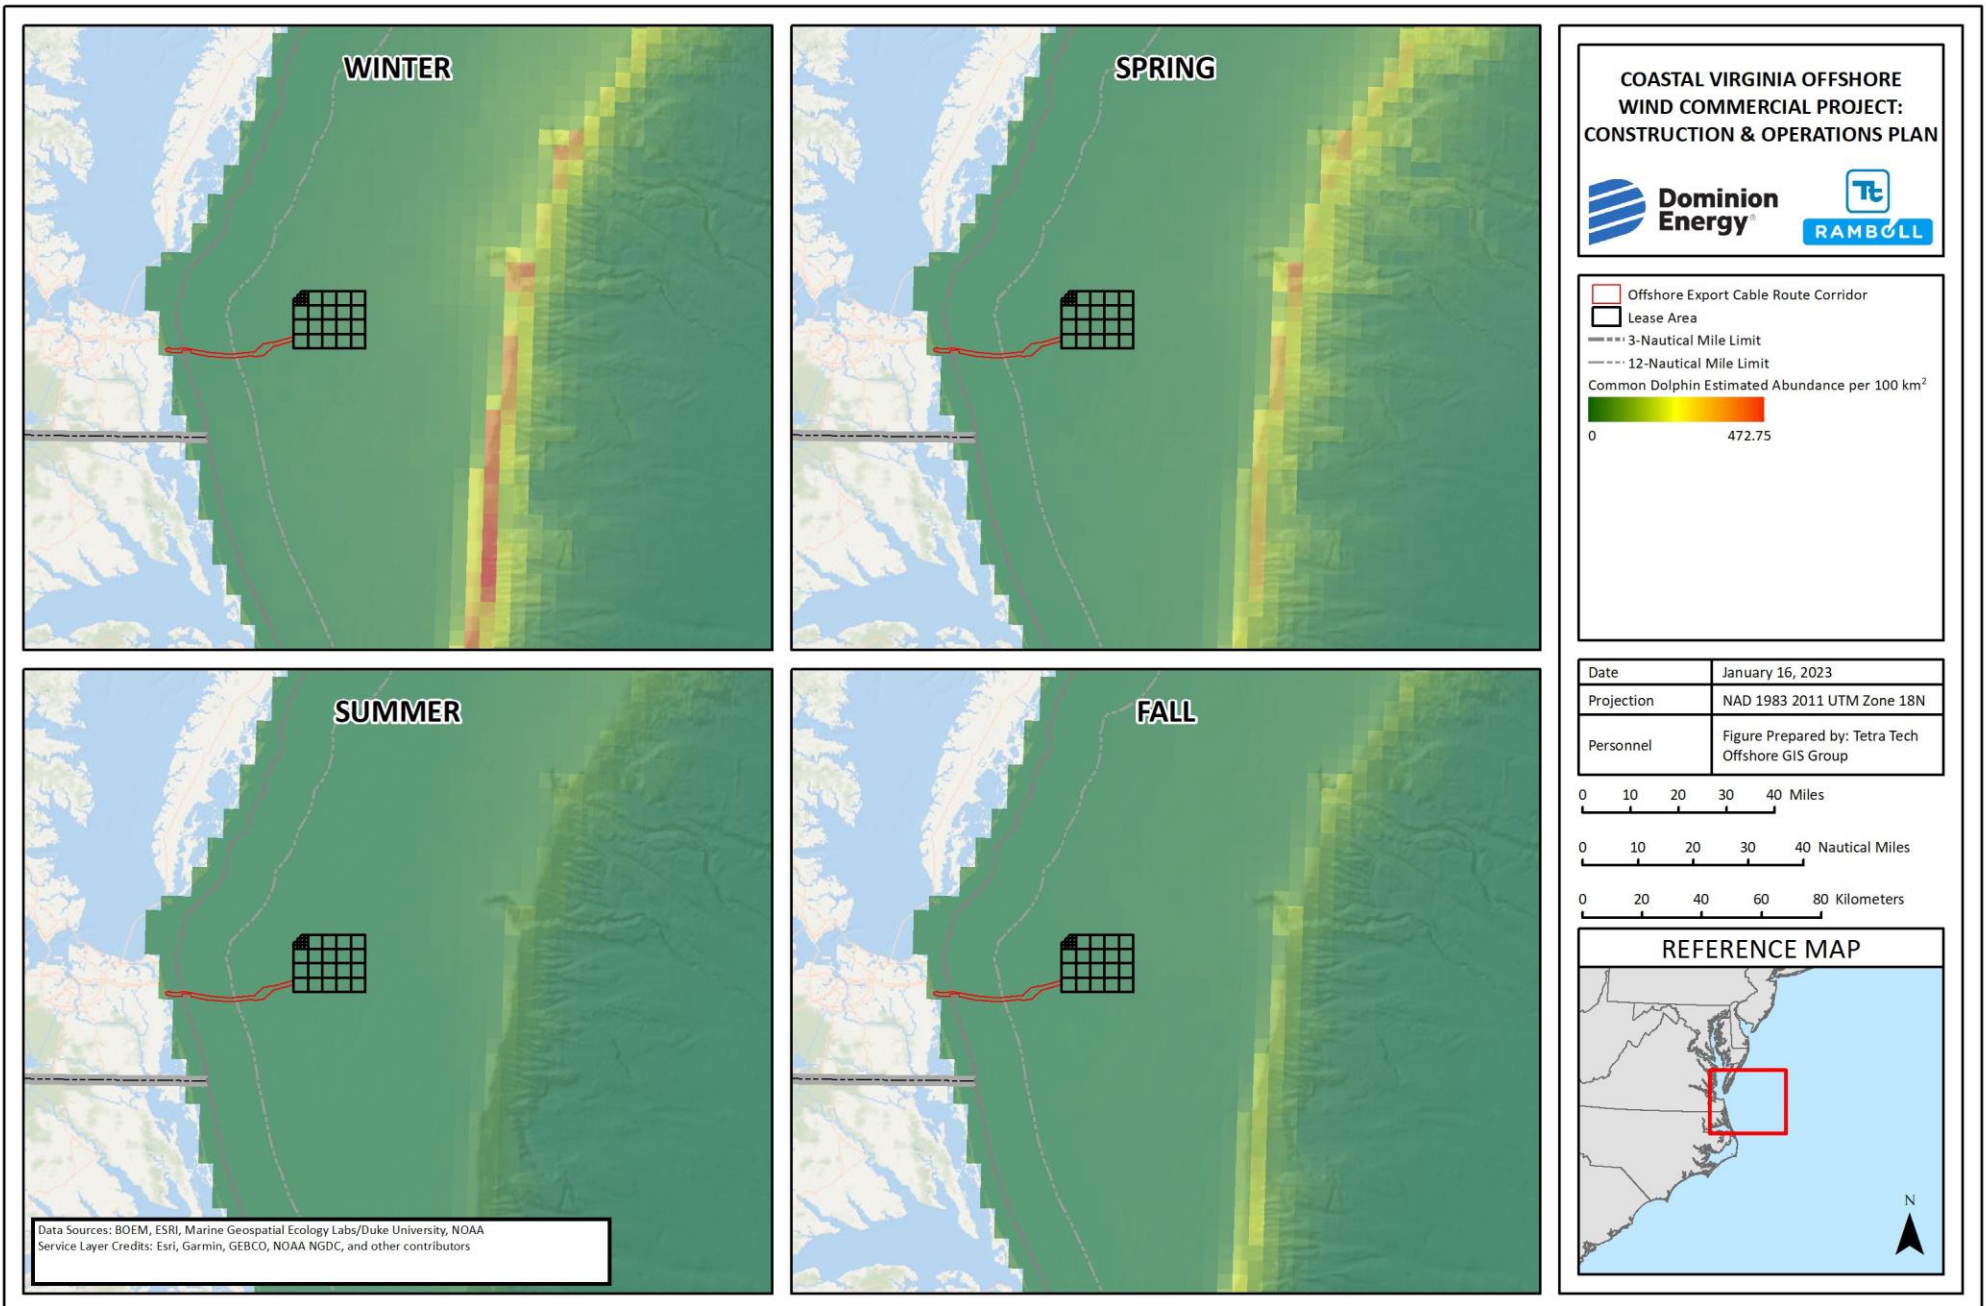 WINTER
SPRING
SUMMER
FALL
Data Sources: BOEM, ESRI, Marine Geospatial Ecology Labs/Duke University, NOAA
Service Layer Credits: Esri, Garmin, GEBCO, NOAA NGDC, and other contributors
COASTAL VIRGINIA OFFSHORE
WIND COMMERCIAL PROJECT:
CONSTRUCTION & OPERATIONS PLAN
Dominion
Energy®
Tt
RAMBOLL
Offshore Export Cable Route Corridor
Lease Area
3-Nautical Mile Limit
12-Nautical Mile Limit
Common Dolphin Estimated Abundance per 100 km²
0 472.75
Date January 16, 2023
Projection NAD 1983 2011 UTM Zone 18N
Personnel Figure Prepared by: Tetra Tech
Offshore GIS Group
0 10 20 30 40 Miles
0 10 20 30 40 Nautical Miles
0 20 40 60 80 Kilometers
REFERENCE MAP
N